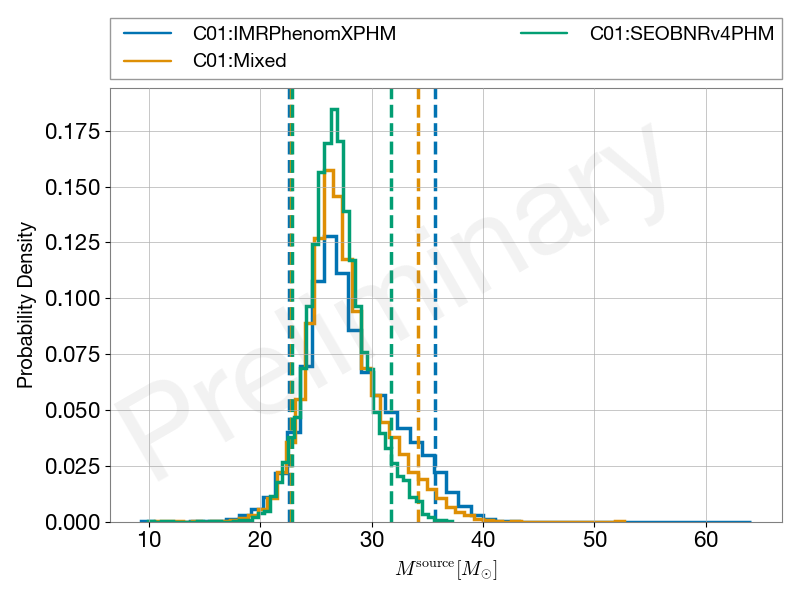 C01:IMRPhenomXPHM
C01:Mixed
C01:SEOBNRv4PHM
0.175
0.150
0.125
0.100
0.075
0.050
0.025
0.000
Probability Density
Preliminary
10 20 30 40 50 60
M^source [M_⊙]